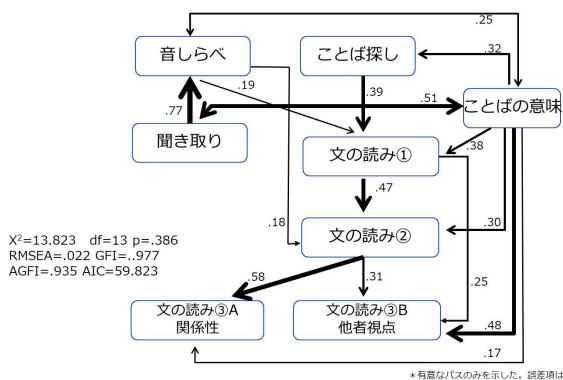 .25
音しらべ
ことば探し
.32
.19
.39
.51
ことばの意味
.77
聞き取り
文の読み①
.38
.47
文の読み②
.18
.30
X²=13.823 df=13 p=.386
RMSEA=.022 GFI=..977
AGFI=.935 AIC=59.823
.58
.31
.25
文の読み③A
関係性
文の読み③B
他者視点
.48
.17
*有意なパスのみを示した。誤差項は